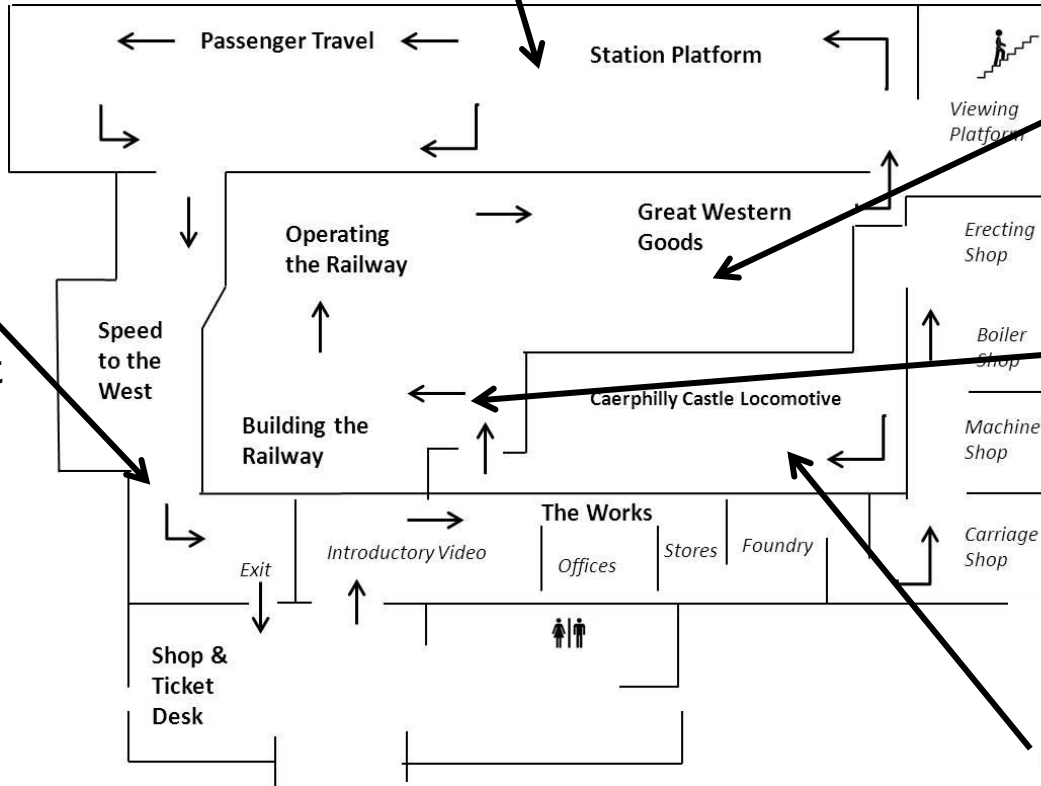 Passenger Travel
Station Platform
Viewing
Platform
Great Western
Goods
Operating
the Railway
Erecting
Shop
Speed
to the
West
Boiler
Shop
Caerphilly Castle Locomotive
Building the
Railway
Machine
Shop
The Works
Introductory Video
Offices
Stores
Foundry
Carriage
Shop
Exit
Shop &
Ticket
Desk